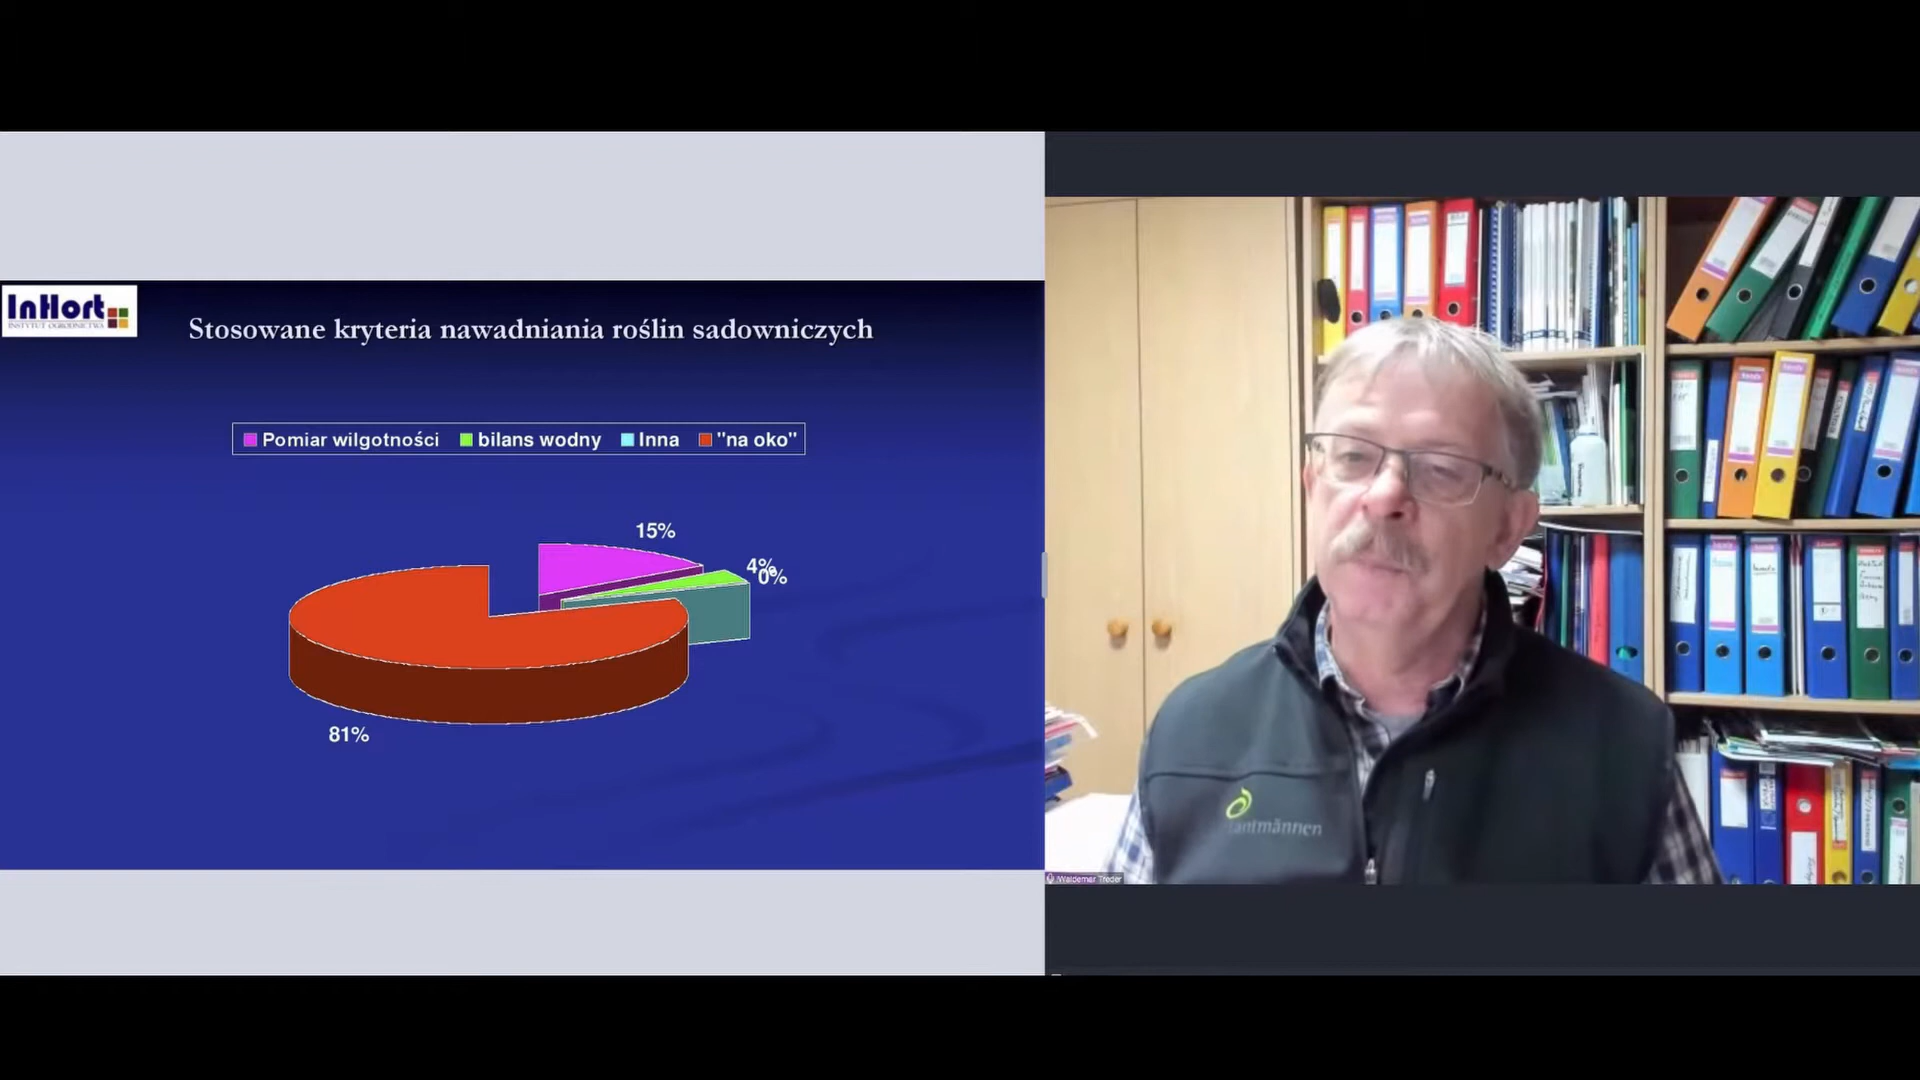 InHort
INSTYTUT OGRODNICTWA
Stosowane kryteria nawadniania roślin sadowniczych
Pomiar wilgotności bilans wodny Inna "na oko"
15%
4%
0%
81%
antmännen
Waldemar Treder